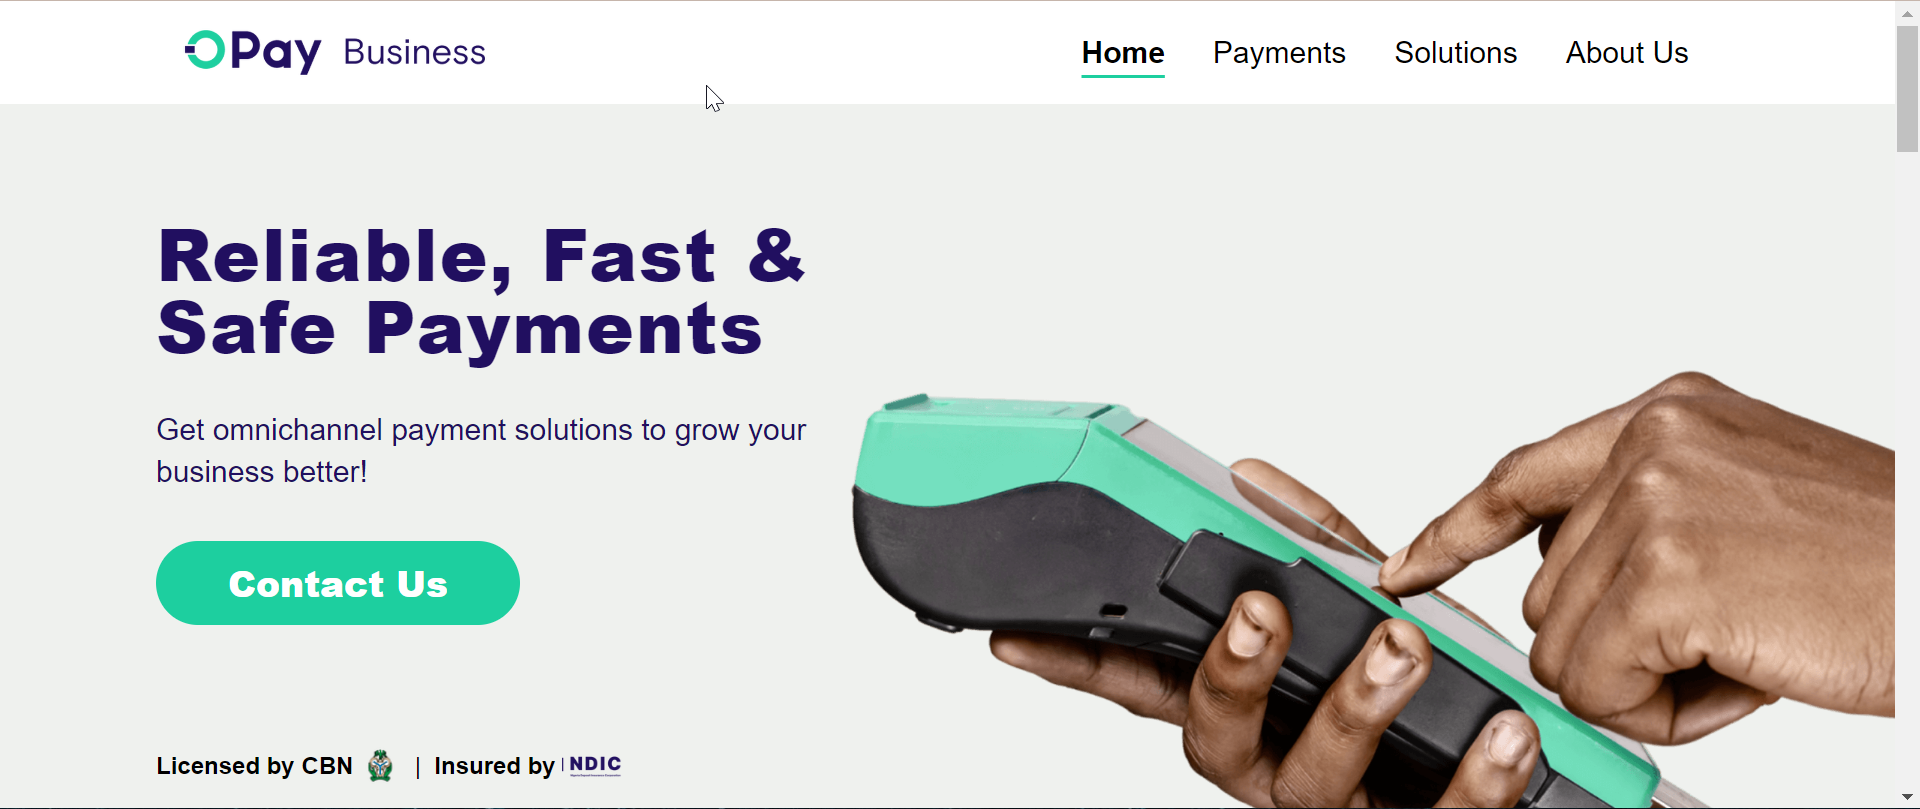 OPay Business
Home Payments Solutions About Us
Reliable, Fast &
Safe Payments
Get omnichannel payment solutions to grow your
business better!
Contact Us
Licensed by CBN | Insured by NDIC